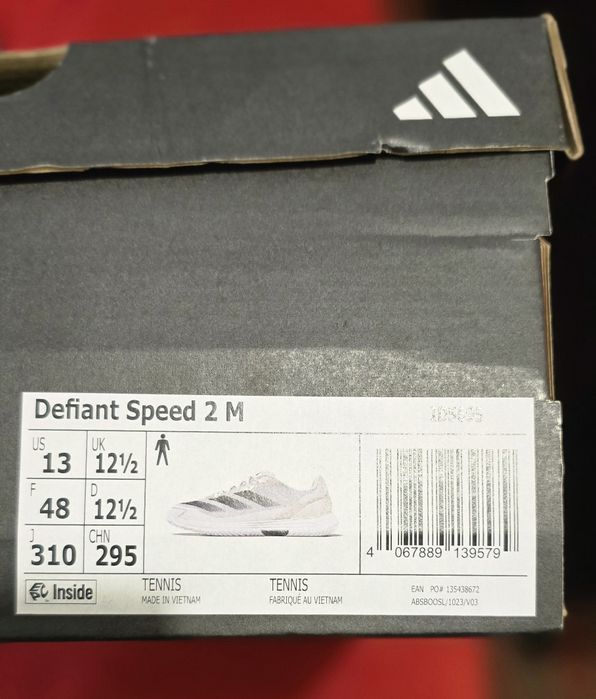 Defiant Speed 2 M
US 13 UK 12½
F 48 D 12½
J 310 CHN 295
Inside
TENNIS
MADE IN VIETNAM
TENNIS
FABRIQUÉ AU VIETNAM
4 067889 139579
EAN PO# 135438672
ABSBOOSL/1023/V03